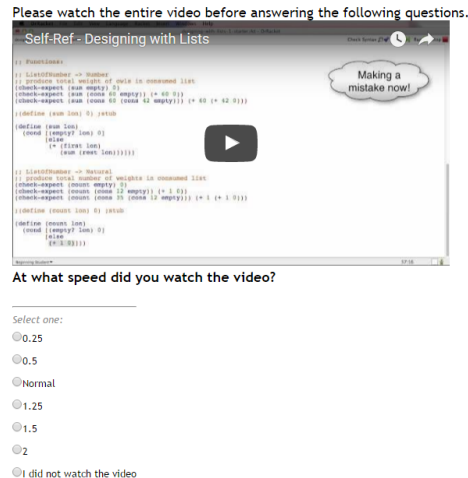 Please watch the entire video before answering the following questions.
Self-Ref - Designing with Lists
Making a
mistake now!
;; Functions:
;; ListOfNumber -> Number
;; produce total weight of owls in consumed list
(check-expect (sum empty) 0)
(check-expect (sum (cons 60 empty)) (+ 60 0))
(check-expect (sum (cons 60 (cons 42 empty))) (+ 60 (+ 42 0)))
;(define (sum lon) 0) ;stub
(define (sum lon)
(cond [(empty? lon) 0]
[else
(+ (first lon)
(sum (rest lon)))]))
;; ListOfNumber -> Natural
;; produce total number of weights in consumed list
(check-expect (count empty) 0)
(check-expect (count (cons 12 empty)) (+ 1 0))
(check-expect (count (cons 35 (cons 12 empty))) (+ 1 (+ 1 0)))
;(define (count lon) 0) ;stub
(define (count lon)
(cond [(empty? lon) 0]
[else
(+ 1 0)]))
At what speed did you watch the video?
Select one:
0.25
0.5
Normal
1.25
1.5
2
I did not watch the video